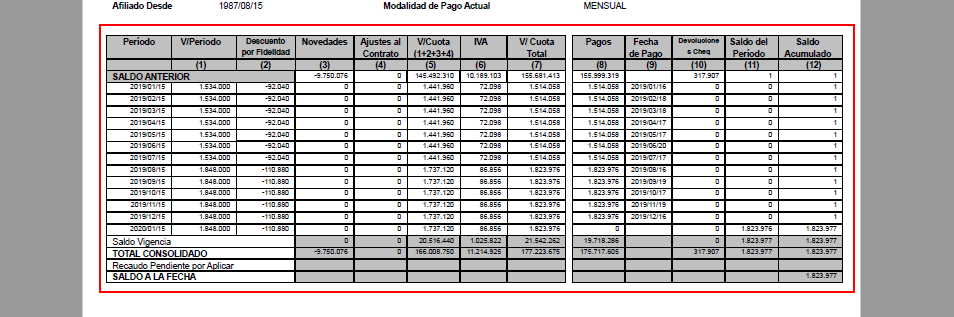 Afiliado Desde 1987/08/15 Modalidad de Pago Actual MENSUAL
Período V/Periodo Descuento por Fidelidad Novedades Ajustes al Contrato V/Cuota (1+2+3+4) IVA V/ Cuota Total Pagos Fecha de Pago Devolucione s Cheq Saldo del Período Saldo Acumulado
(1) (2) (3) (4) (5) (6) (7) (8) (9) (10) (11) (12)
SALDO ANTERIOR -9.750.076 0 145.492.310 10.189.103 155.681.413 155.999.319 317.907 1 1
2019/01/15 1.534.000 -92.040 0 0 1.441.960 72.098 1.514.058 1.514.058 2019/01/16 0 0 1
2019/02/15 1.534.000 -92.040 0 0 1.441.960 72.098 1.514.058 1.514.058 2019/02/18 0 0 1
2019/03/15 1.534.000 -92.040 0 0 1.441.960 72.098 1.514.058 1.514.058 2019/03/18 0 0 1
2019/04/15 1.534.000 -92.040 0 0 1.441.960 72.098 1.514.058 1.514.058 2019/04/17 0 0 1
2019/05/15 1.534.000 -92.040 0 0 1.441.960 72.098 1.514.058 1.514.058 2019/05/17 0 0 1
2019/06/15 1.534.000 -92.040 0 0 1.441.960 72.098 1.514.058 1.514.058 2019/06/20 0 0 1
2019/07/15 1.534.000 -92.040 0 0 1.441.960 72.098 1.514.058 1.514.058 2019/07/17 0 0 1
2019/08/15 1.848.000 -110.880 0 0 1.737.120 86.856 1.823.976 1.823.976 2019/08/16 0 0 1
2019/09/15 1.848.000 -110.880 0 0 1.737.120 86.856 1.823.976 1.823.976 2019/09/19 0 0 1
2019/10/15 1.848.000 -110.880 0 0 1.737.120 86.856 1.823.976 1.823.976 2019/10/17 0 0 1
2019/11/15 1.848.000 -110.880 0 0 1.737.120 86.856 1.823.976 1.823.976 2019/11/19 0 0 1
2019/12/15 1.848.000 -110.880 0 0 1.737.120 86.856 1.823.976 1.823.976 2019/12/16 0 0 1
2020/01/15 1.848.000 -110.880 0 0 1.737.120 86.856 1.823.976 0 0 1.823.976 1.823.977
Saldo Vigencia 0 0 20.516.440 1.025.822 21.542.262 19.718.286 0 1.823.977 1.823.977
TOTAL CONSOLIDADO -9.750.076 0 166.008.750 11.214.925 177.223.675 175.717.605 317.907 1.823.977 1.823.977
Recaudo Pendiente por Aplicar
SALDO A LA FECHA 1.823.977